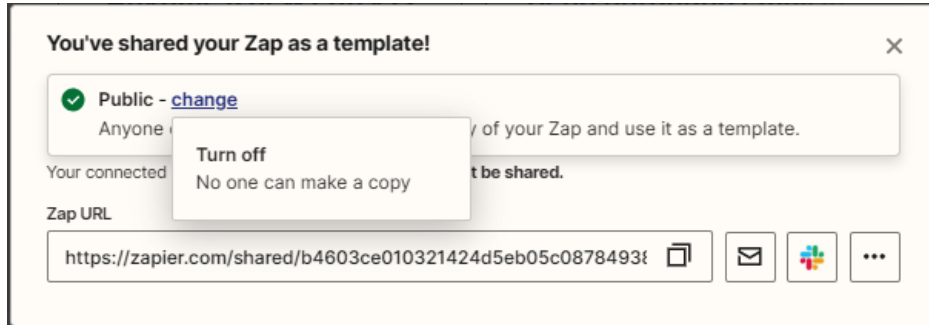 You've shared your Zap as a template!
Public - change
Anyone y of your Zap and use it as a template.
Turn off
No one can make a copy
Your connected t be shared.
Zap URL
https://zapier.com/shared/b4603ce010321424d5eb05c08784938